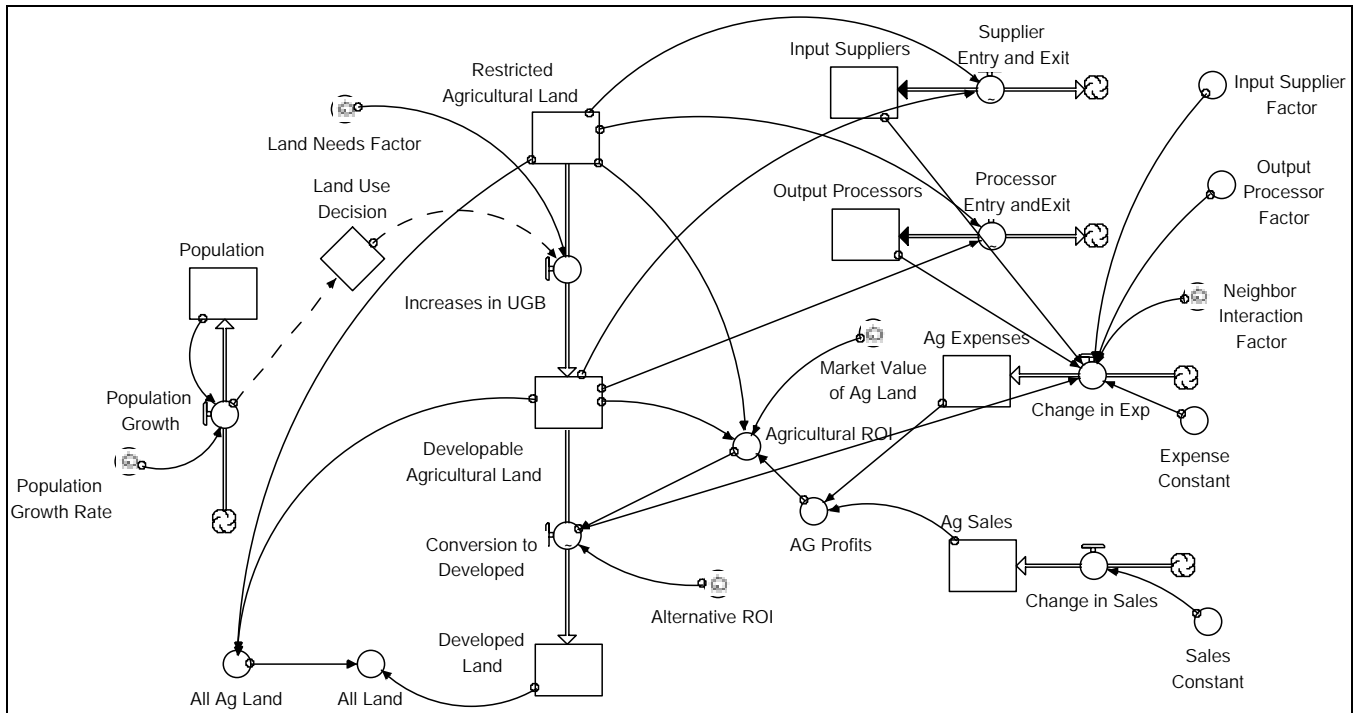 Supplier
Entry and Exit
Input Suppliers
Restricted
Agricultural Land
Input Supplier
Factor
Land Needs Factor
Land Use
Decision
Output Processors
Processor
Entry andExit
Output
Processor
Factor
Population
Increases in UGB
Neighbor
Interaction
Factor
Ag Expenses
Market Value
of Ag Land
Change in Exp
Population
Growth
Agricultural ROI
Developable
Agricultural Land
Expense
Constant
Population
Growth Rate
Ag Sales
AG Profits
Conversion to
Developed
Change in Sales
Alternative ROI
Developed
Land
Sales
Constant
All Ag Land
All Land